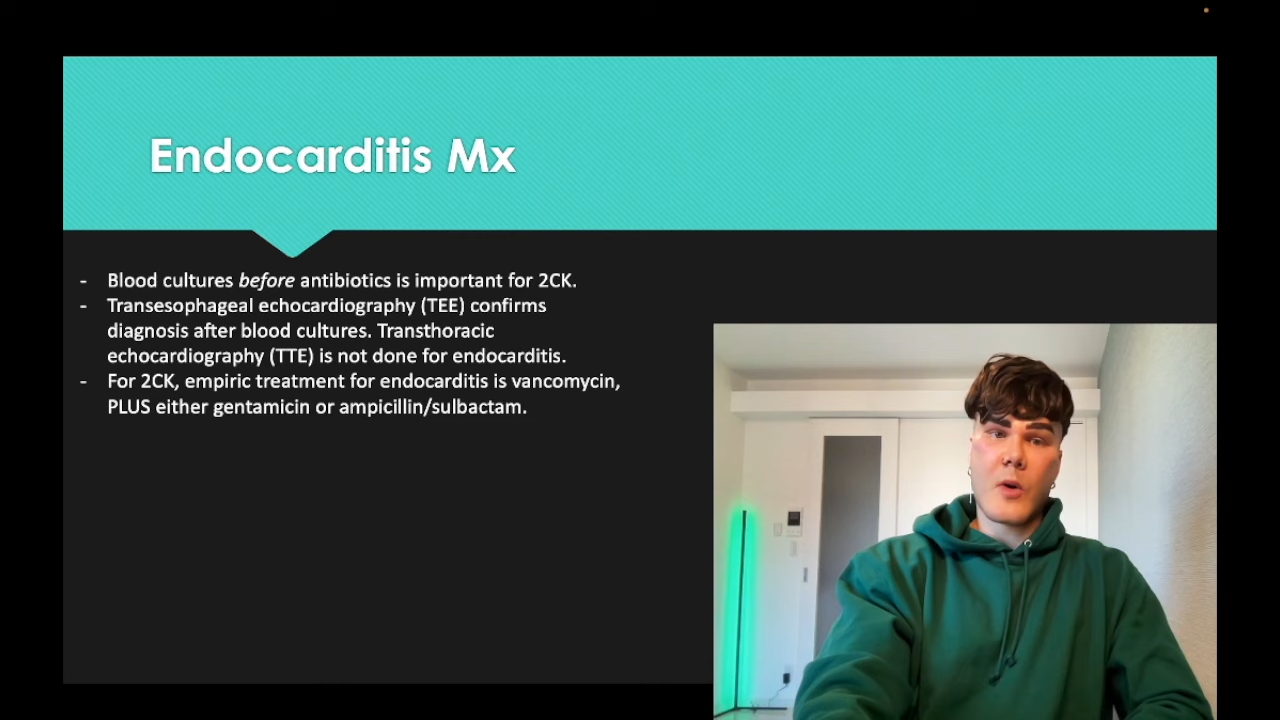 Endocarditis Mx
- Blood cultures before antibiotics is important for 2CK.
- Transesophageal echocardiography (TEE) confirms
diagnosis after blood cultures. Transthoracic
echocardiography (TTE) is not done for endocarditis.
- For 2CK, empiric treatment for endocarditis is vancomycin,
PLUS either gentamicin or ampicillin/sulbactam.